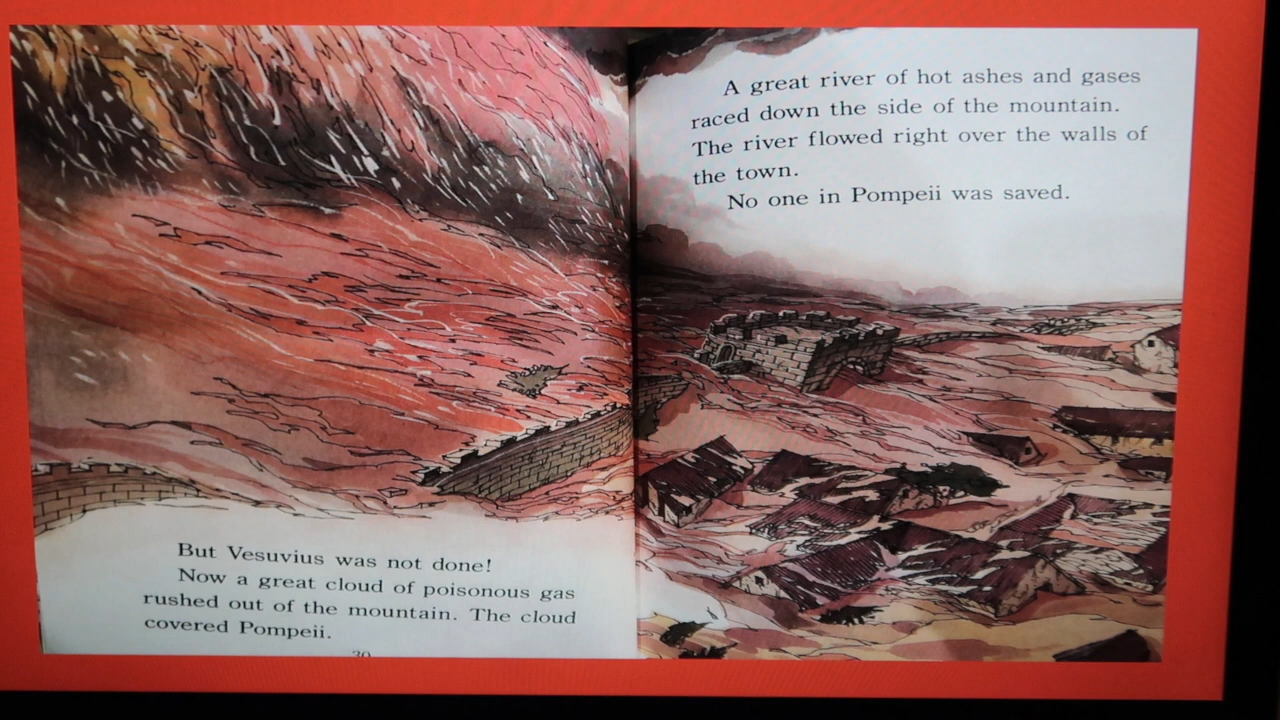 But Vesuvius was not done!
Now a great cloud of poisonous gas
rushed out of the mountain. The cloud
covered Pompeii.
30
A great river of hot ashes and gases
raced down the side of the mountain.
The river flowed right over the walls of
the town.
No one in Pompeii was saved.